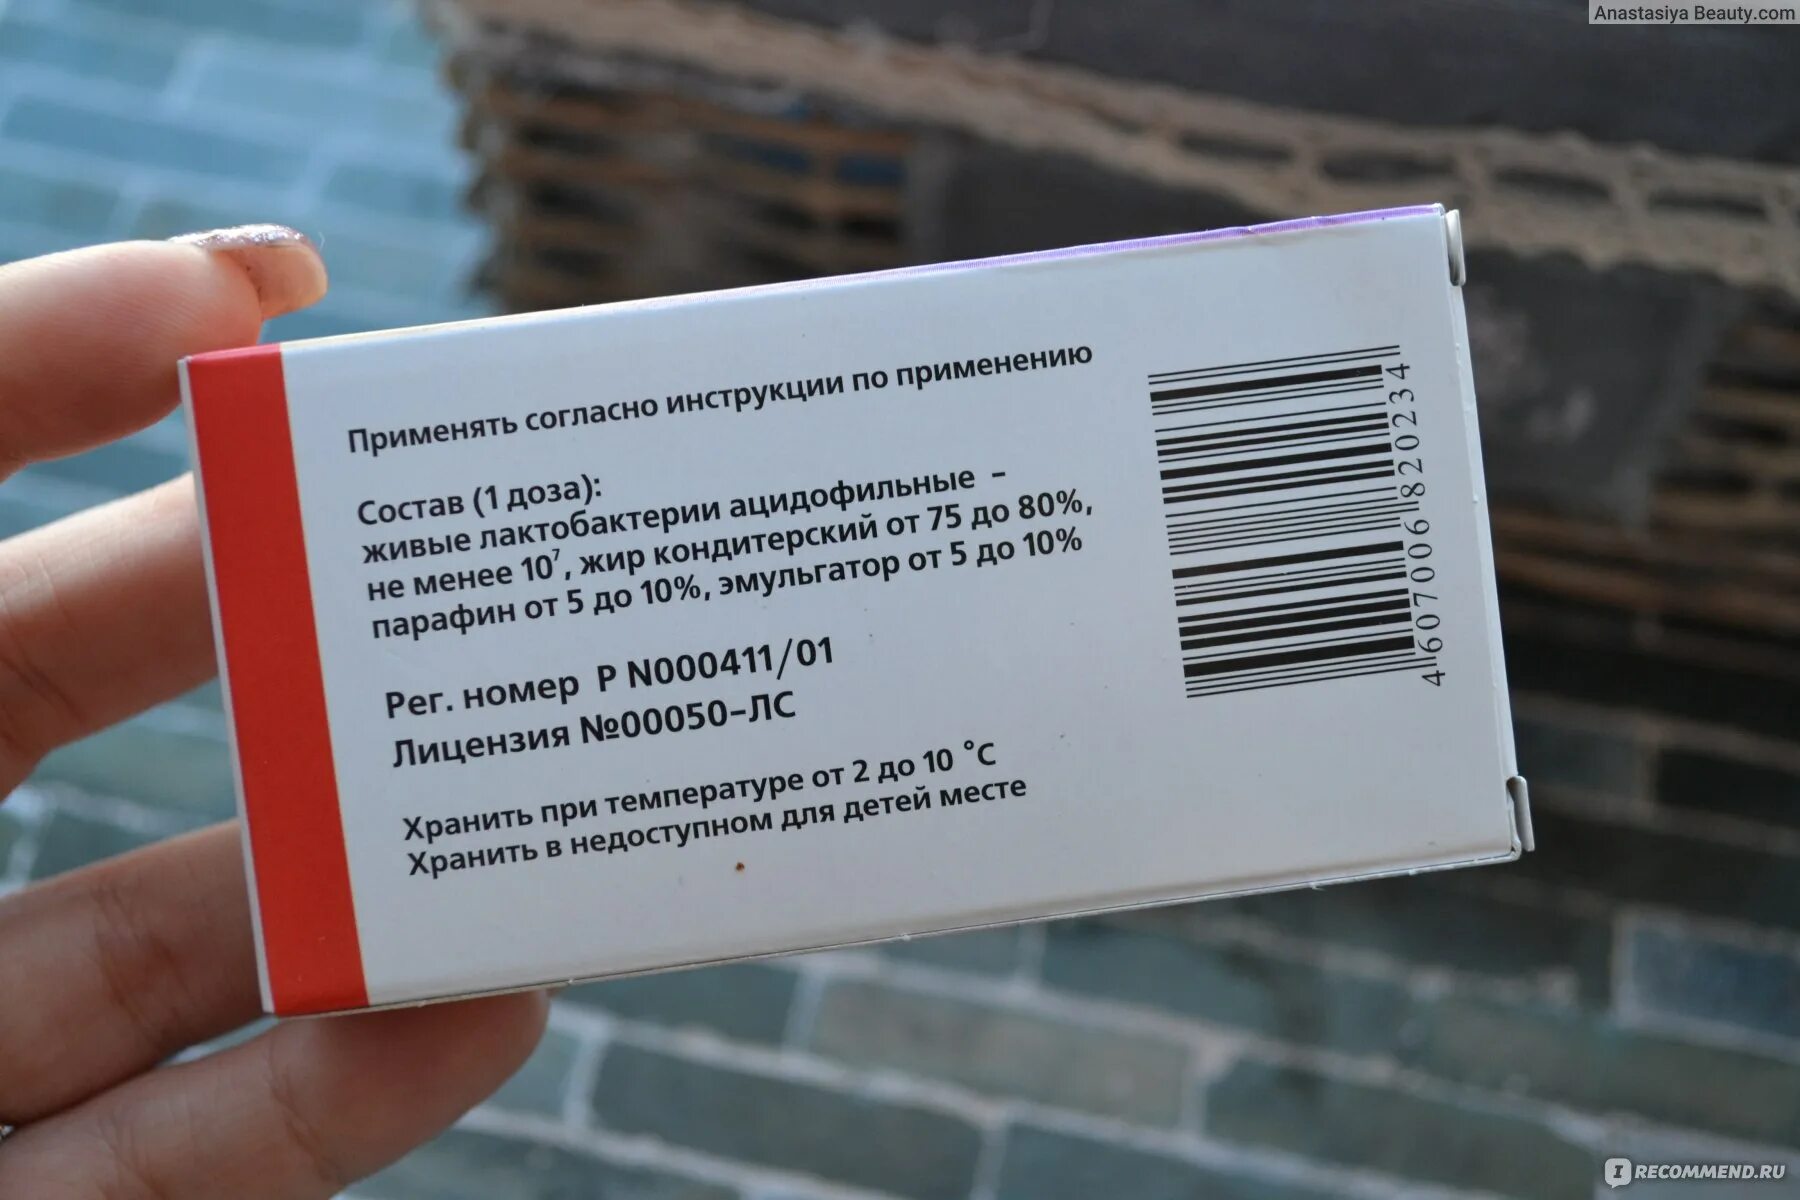 Anastasiya Beauty.com
Применять согласно инструкции по применению
Состав (1 доза):
живые лактобактерии ацидофильные –
не менее 10⁷, жир кондитерский от 75 до 80%,
парафин от 5 до 10%, эмульгатор от 5 до 10%
Рег. номер Р N000411/01
Лицензия №00050-ЛС
Хранить при температуре от 2 до 10 °С
Хранить в недоступном для детей месте
4 607006 820234
IRECOMMEND.RU